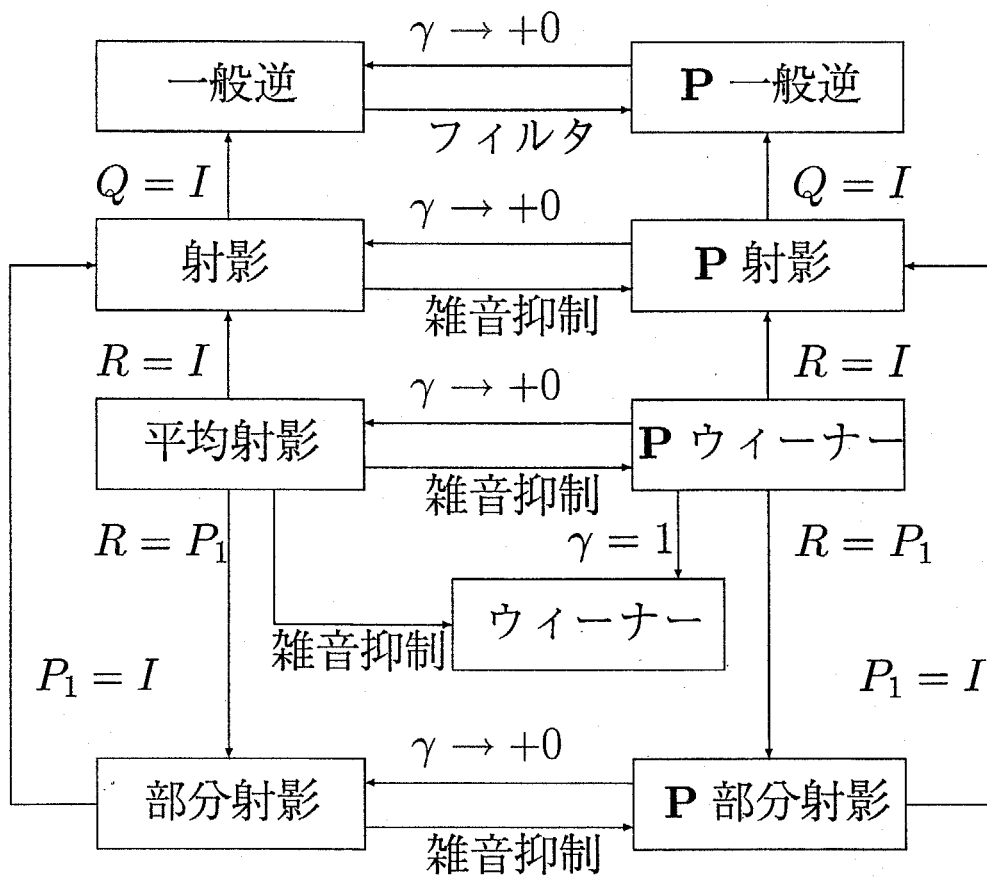 γ → +0
一般逆
P 一般逆
フィルタ
Q = I
Q = I
γ → +0
射影
P 射影
雑音抑制
R = I
R = I
γ → +0
平均射影
P ウィーナー
雑音抑制
R = P₁
γ = 1
R = P₁
ウィーナー
雑音抑制
P₁ = I
P₁ = I
γ → +0
部分射影
P 部分射影
雑音抑制